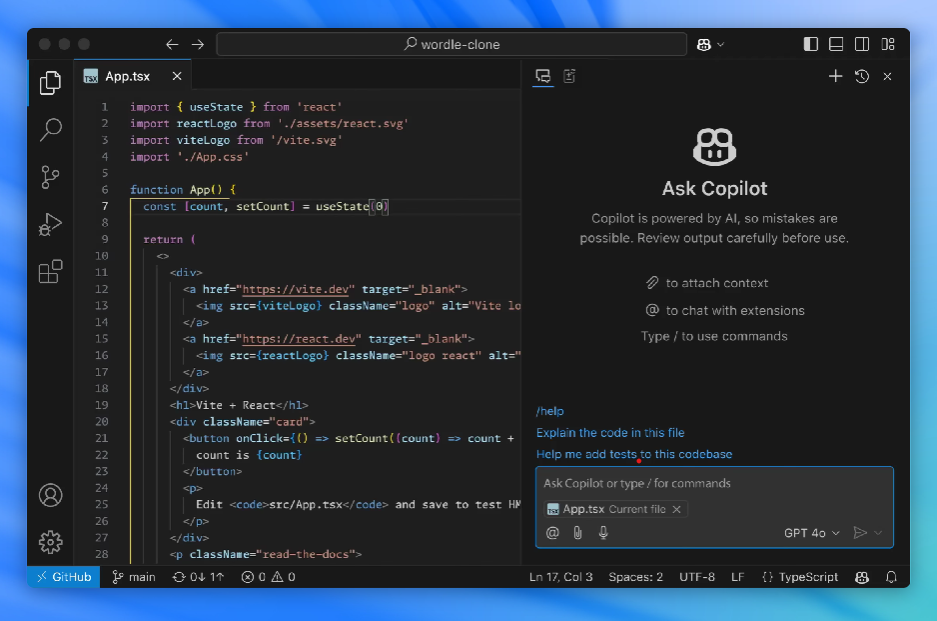 wordle-clone
TSX App.tsx
1 import { useState } from 'react'
2 import reactLogo from './assets/react.svg'
3 import viteLogo from '/vite.svg'
4 import './App.css'
5
6 function App() {
7 const [count, setCount] = useState(0)
8
9 return (
10 <>
11 <div>
12 <a href="https://vite.dev" target="_blank">
13 <img src={viteLogo} className="logo" alt="Vite lo
14 </a>
15 <a href="https://react.dev" target="_blank">
16 <img src={reactLogo} className="logo react" alt="
17 </a>
18 </div>
19 <h1>Vite + React</h1>
20 <div className="card">
21 <button onClick={() => setCount((count) => count +
22 count is {count}
23 </button>
24 <p>
25 Edit <code>src/App.tsx</code> and save to test HM
26 </p>
27 </div>
28 <p className="read-the-docs">
Ask Copilot
Copilot is powered by AI, so mistakes are
possible. Review output carefully before use.
to attach context
@ to chat with extensions
Type / to use commands
/help
Explain the code in this file
Help me add tests to this codebase
Ask Copilot or type / for commands
TSX App.tsx Current file
@ GPT 4o
GitHub main 0↓ 1↑ 0 0 Ln 17, Col 3 Spaces: 2 UTF-8 LF {} TypeScript